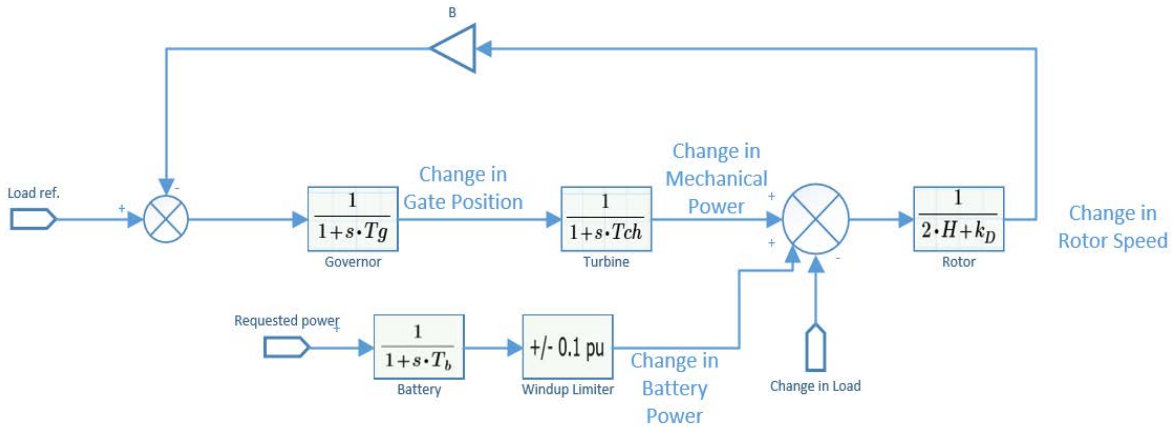 B
Load ref.
+
-
1
1+s·Tg
Governor
Change in
Gate Position
1
1+s·Tch
Turbine
Change in
Mechanical
Power
+
+
-
1
2·H+k_D
Rotor
Change in
Rotor Speed
Requested power
+
1
1+s·T_b
Battery
+/- 0.1 pu
Windup Limiter
Change in
Battery
Power
Change in Load